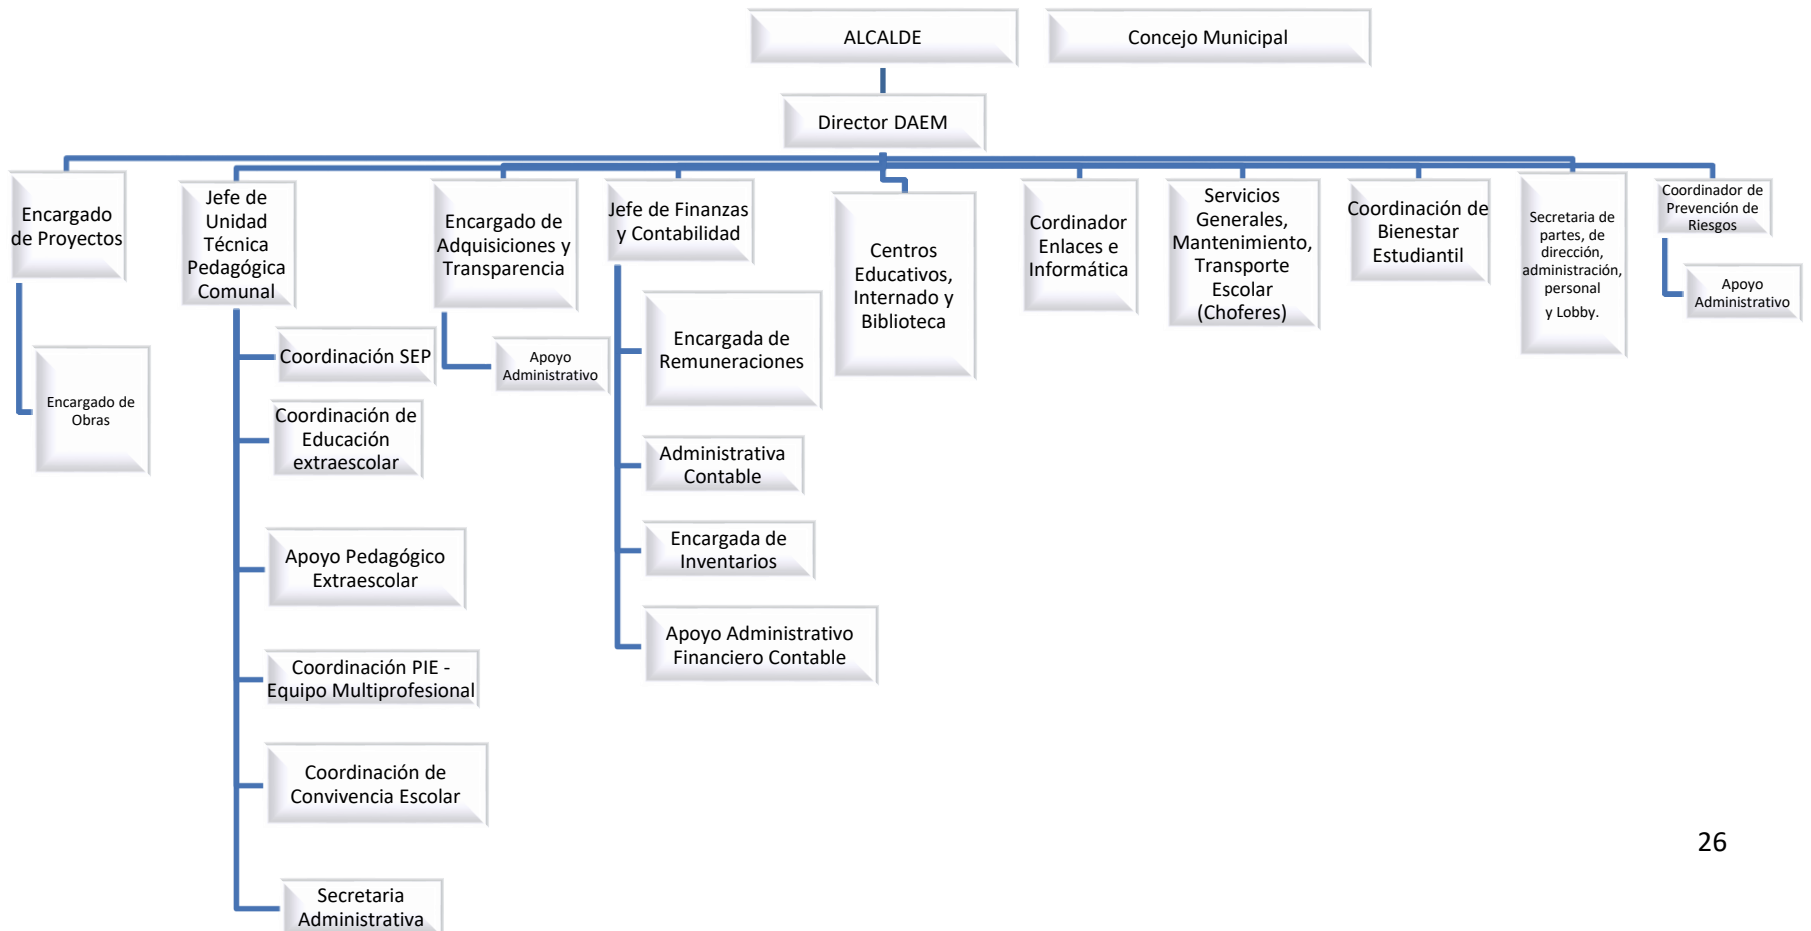 ALCALDE
Concejo Municipal
Director DAEM
Encargado
de Proyectos
Encargado de
Obras
Jefe de
Unidad
Técnica
Pedagógica
Comunal
Coordinación SEP
Coordinación de
Educación
extraescolar
Apoyo Pedagógico
Extraescolar
Coordinación PIE -
Equipo Multiprofesional
Coordinación de
Convivencia Escolar
Secretaria
Administrativa
Encargado de
Adquisiciones y
Transparencia
Apoyo
Administrativo
Jefe de Finanzas
y Contabilidad
Encargada de
Remuneraciones
Administrativa
Contable
Encargada de
Inventarios
Apoyo Administrativo
Financiero Contable
Centros
Educativos,
Internado y
Biblioteca
Cordinador
Enlaces e
Informática
Servicios
Generales,
Mantenimiento,
Transporte
Escolar
(Choferes)
Coordinación de
Bienestar
Estudiantil
Secretaria de
partes, de
dirección,
administración,
personal
y Lobby.
Coordinador de
Prevención de
Riesgos
Apoyo
Administrativo
26